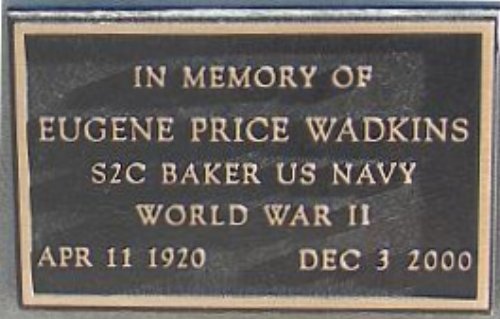 IN MEMORY OF
EUGENE PRICE WADKINS
S2C BAKER US NAVY
WORLD WAR II
APR 11 1920 DEC 3 2000